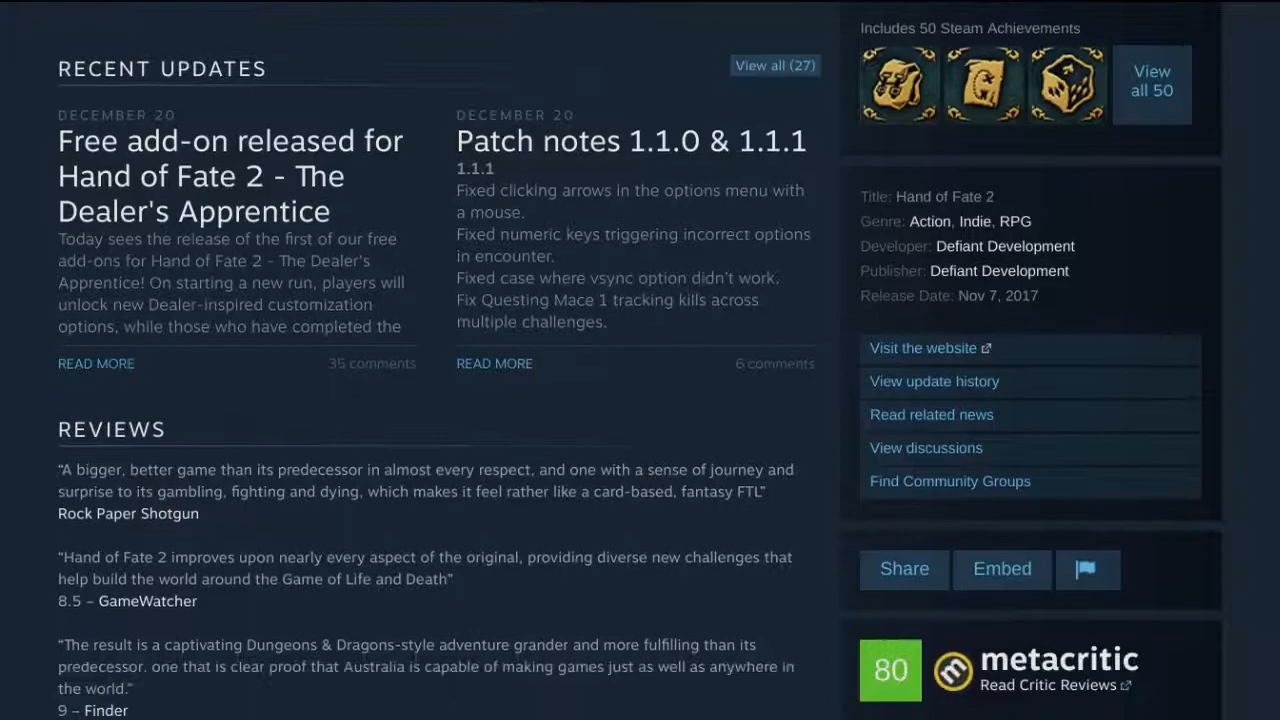 RECENT UPDATES
View all (27)
DECEMBER 20
Free add-on released for
Hand of Fate 2 - The
Dealer's Apprentice
Today sees the release of the first of our free
add-ons for Hand of Fate 2 - The Dealer's
Apprentice! On starting a new run, players will
unlock new Dealer-inspired customization
options, while those who have completed the
READ MORE
35 comments
DECEMBER 20
Patch notes 1.1.0 & 1.1.1
1.1.1
Fixed clicking arrows in the options menu with
a mouse.
Fixed numeric keys triggering incorrect options
in encounter.
Fixed case where vsync option didn't work.
Fix Questing Mace 1 tracking kills across
multiple challenges.
READ MORE
6 comments
REVIEWS
“A bigger, better game than its predecessor in almost every respect, and one with a sense of journey and
surprise to its gambling, fighting and dying, which makes it feel rather like a card-based, fantasy FTL”
Rock Paper Shotgun
“Hand of Fate 2 improves upon nearly every aspect of the original, providing diverse new challenges that
help build the world around the Game of Life and Death”
8.5 – GameWatcher
“The result is a captivating Dungeons & Dragons-style adventure grander and more fulfilling than its
predecessor. one that is clear proof that Australia is capable of making games just as well as anywhere in
the world.”
9 – Finder
Includes 50 Steam Achievements
View
all 50
Title: Hand of Fate 2
Genre: Action, Indie, RPG
Developer: Defiant Development
Publisher: Defiant Development
Release Date: Nov 7, 2017
Visit the website
View update history
Read related news
View discussions
Find Community Groups
Share
Embed
80
m
metacritic
Read Critic Reviews